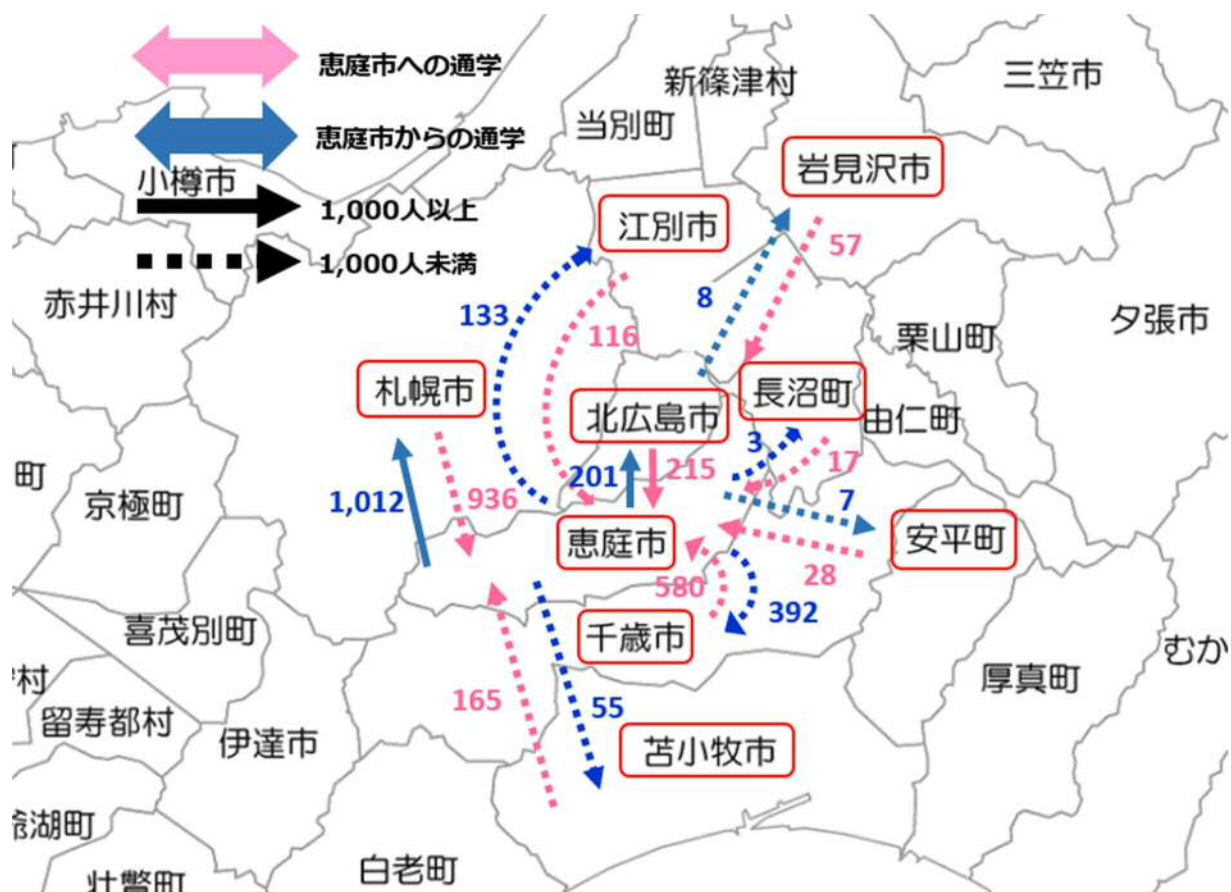 恵庭市への通学
恵庭市からの通学
1,000人以上
1,000人未満
新篠津村
三笠市
当別町
岩見沢市
小樽市
江別市
57
赤井川村
133
8
116
夕張市
栗山町
札幌市
長沼町
北広島市
由仁町
3
17
町
京極町
1,012
936
201
215
7
恵庭市
安平町
28
580
392
喜茂別町
千歳市
むか
村
厚真町
留寿都村
165
55
伊達市
苫小牧市
湖町
白老町
壮瞥町